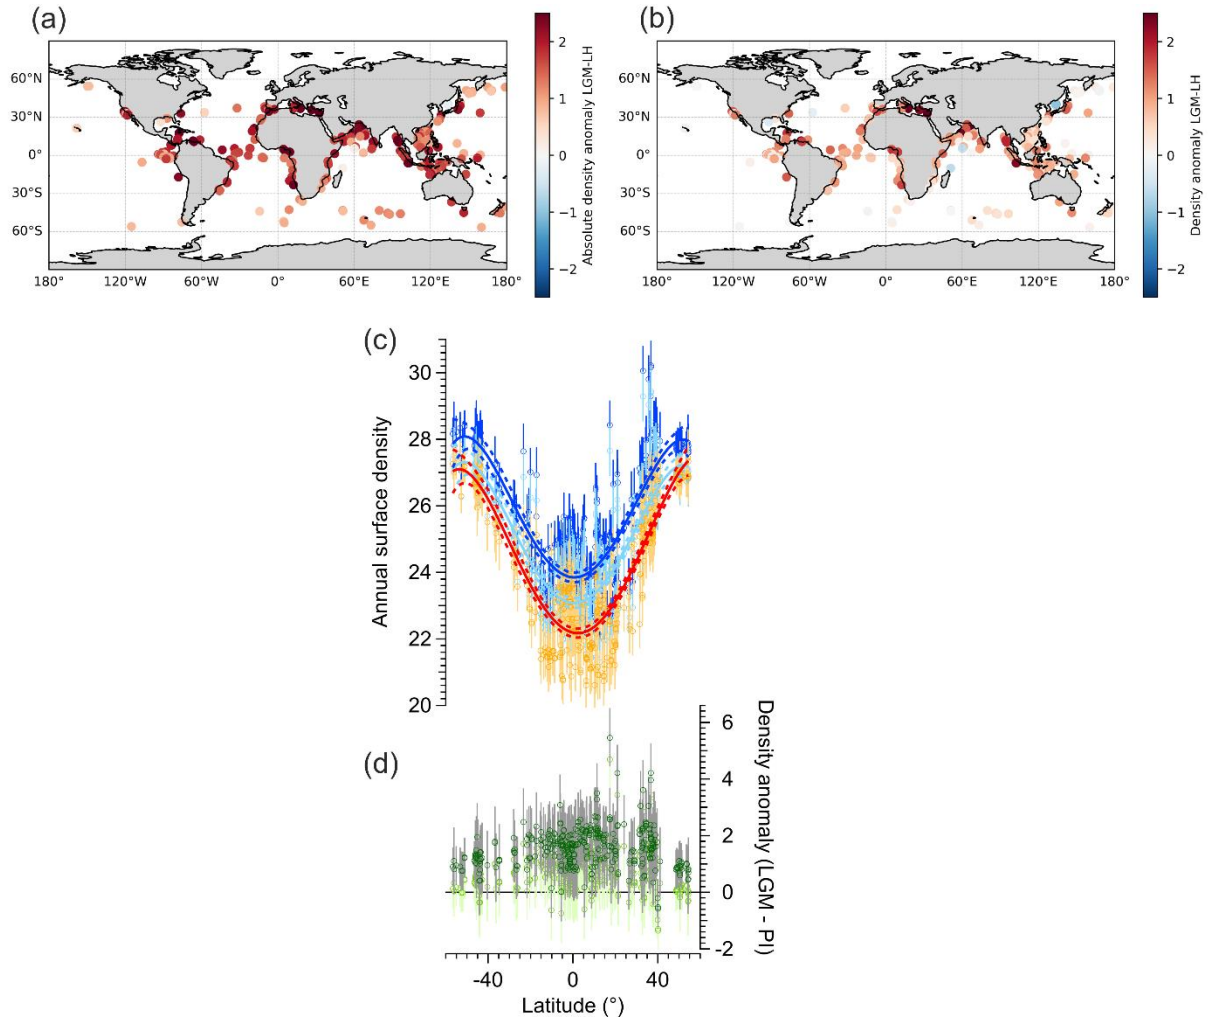 (a)
(b)
60°N
30°N
0°
30°S
60°S
180°
120°W
60°W
0°
60°E
120°E
180°
2
1
0
−1
−2
Absolute density anomaly LGM-LH
60°N
30°N
0°
30°S
60°S
180°
120°W
60°W
0°
60°E
120°E
180°
2
1
0
−1
−2
Density anomaly LGM-LH
(c)
30
28
26
24
22
20
Annual surface density
(d)
6
4
2
0
-2
Density anomaly (LGM - PI)
-40
0
40
Latitude (°)